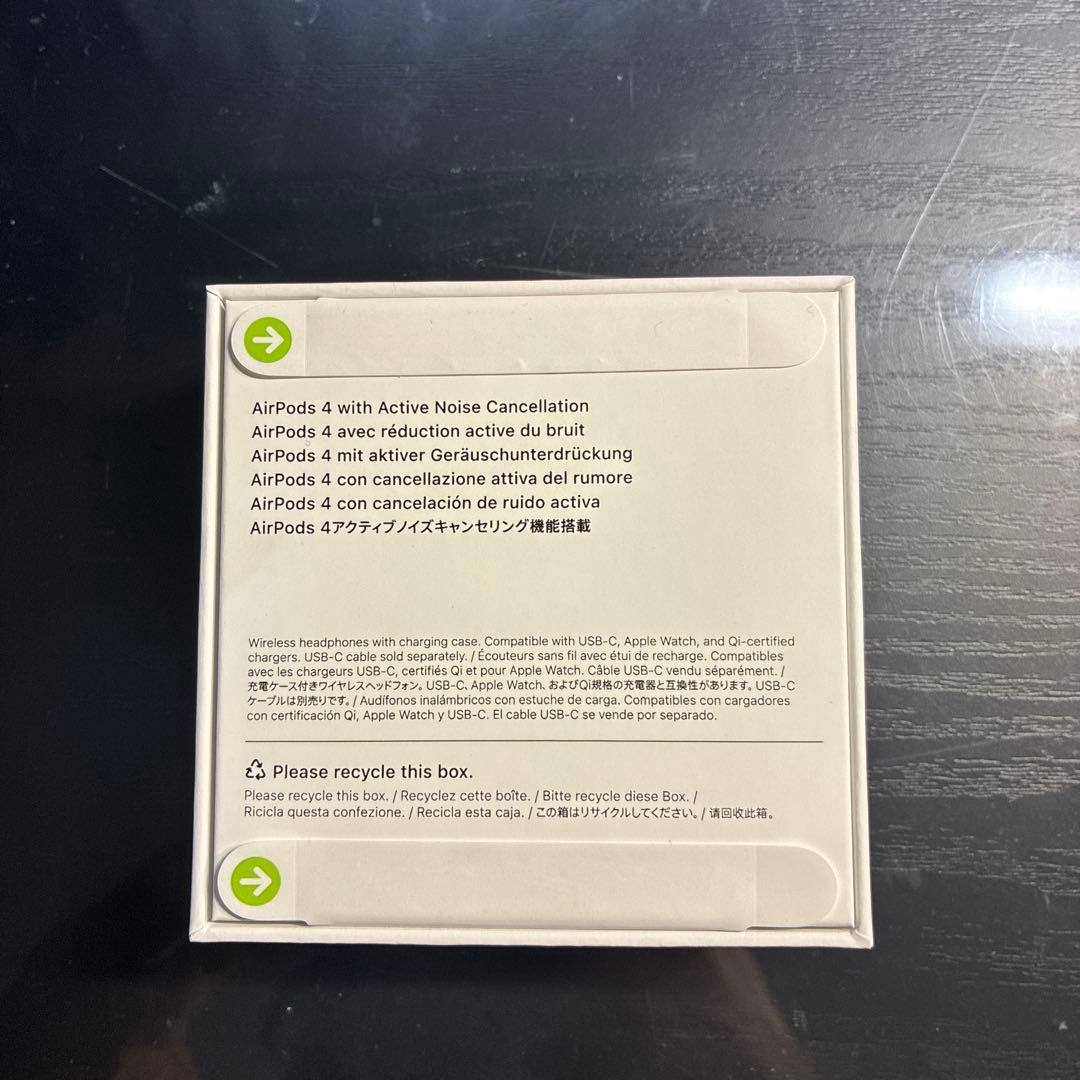 AirPods 4 with Active Noise Cancellation
AirPods 4 avec réduction active du bruit
AirPods 4 mit aktiver Geräuschunterdrückung
AirPods 4 con cancellazione attiva del rumore
AirPods 4 con cancelación de ruido activa
AirPods 4アクティブノイズキャンセリング機能搭載
Wireless headphones with charging case. Compatible with USB-C, Apple Watch, and Qi-certified
chargers. USB-C cable sold separately. / Écouteurs sans fil avec étui de recharge. Compatibles
avec les chargeurs USB-C, certifiés Qi et pour Apple Watch. Câble USB-C vendu séparément. /
充電ケース付きワイヤレスヘッドフォン。USB-C、Apple Watch、およびQi規格の充電器と互換性があります。USB-C
ケーブルは別売りです。/ Audífonos inalámbricos con estuche de carga. Compatibles con cargadores
con certificación Qi, Apple Watch y USB-C. El cable USB-C se vende por separado.
Please recycle this box.
Please recycle this box. / Recyclez cette boîte. / Bitte recycle diese Box. /
Ricicla questa confezione. / Recicla esta caja. / この箱はリサイクルしてください。/ 请回收此箱。